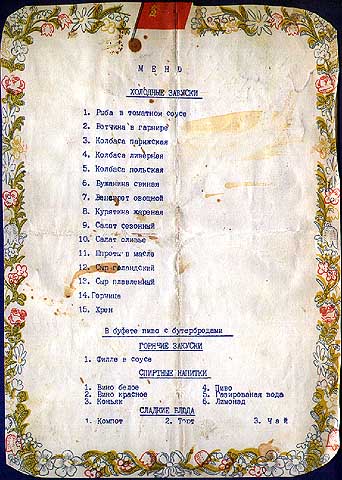 МЕНЮ
ХОЛОДНЫЕ ЗАКУСКИ
1. Рыба в томатном соусе
2. Ветчина в гарнире
3. Колбаса парижская
4. Колбаса ливерная
5. Колбаса польская
6. Буженина свиная
7. Винегрет овощной
8. Курятина жареная
9. Салат сезонный
10. Салат оливье
11. Шпроты в масле
12. Сыр голандский
13. Сыр плавленный
14. Горчица
15. Хрен
В буфете пиво с бутербродами
ГОРЯЧИЕ ЗАКУСКИ
1. Филле в соусе
СПИРТНЫЕ НАПИТКИ
1. Вино белое 4. Пиво
2. Вино красное 5. Газированая вода
3. Коньяк 6. Лимонад
СЛАДКИЕ БЛЮДА
1. Компот 2. Торт 3. Чай